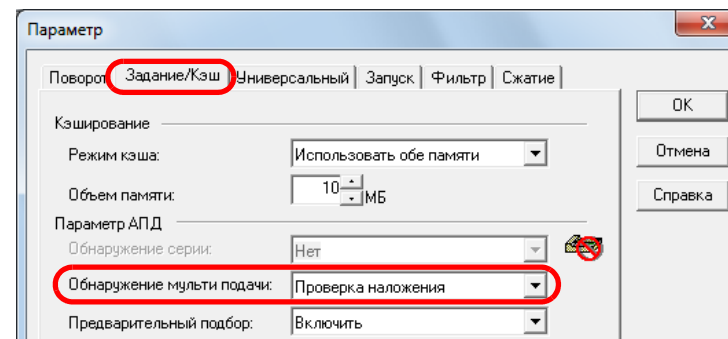 Параметр
Поворот Задание/Кэш Универсальный Запуск Фильтр Сжатие
OK
Кэширование
Режим кэша: Использовать обе памяти
Отмена
Объем памяти: 10 МБ
Справка
Параметр АПД
Обнаружение серии: Нет
Обнаружение мульти подачи: Проверка наложения
Предварительный подбор: Включить